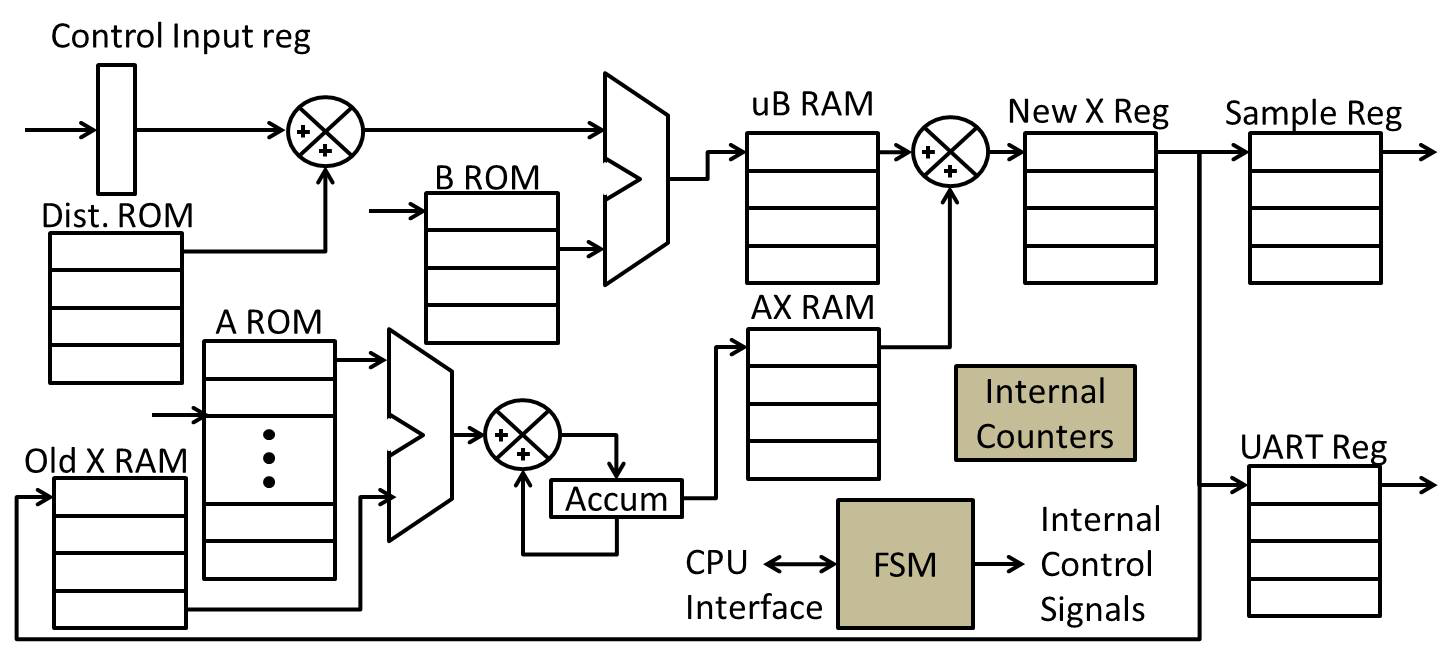 Control Input reg
+
+
uB RAM
New X Reg
Sample Reg
+
+
B ROM
Dist. ROM
A ROM
AX RAM
Internal
Counters
+
+
Old X RAM
Accum
UART Reg
CPU
Interface
FSM
Internal
Control
Signals